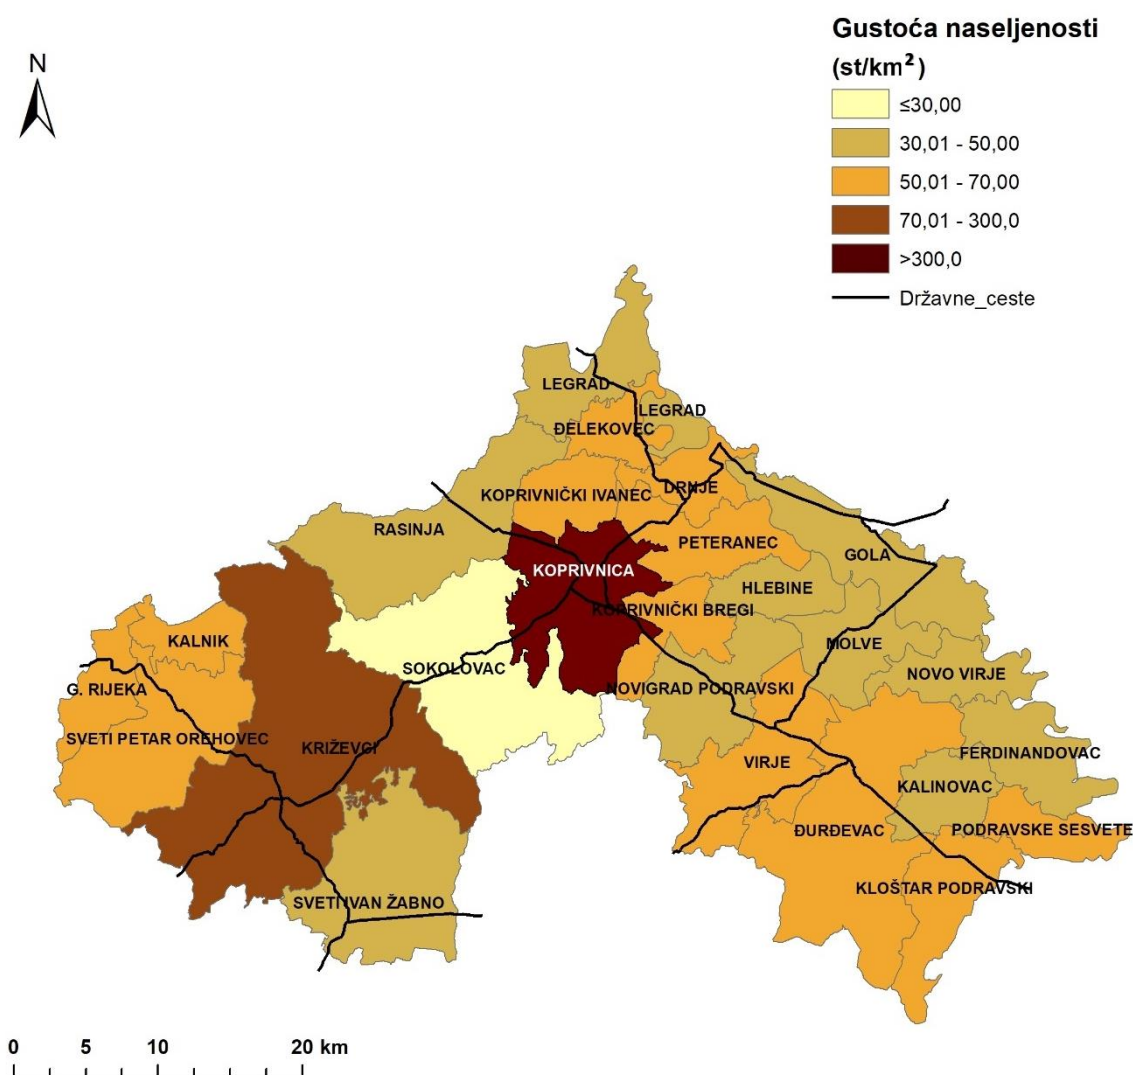 Gustoća naseljenosti
(st/km²)
≤30,00
30,01 - 50,00
50,01 - 70,00
70,01 - 300,0
>300,0
Državne_ceste
N
LEGRAD
LEGRAD
ĐELEKOVEC
DRNJE
KOPRIVNIČKI IVANEC
RASINJA
PETERANEC
GOLA
KOPRIVNICA
HLEBINE
KOPRIVNIČKI BREGI
KALNIK
MOLVE
SOKOLOVAC
NOVO VIRJE
G. RIJEKA
NOVIGRAD PODRAVSKI
SVETI PETAR OREHOVEC
KRIŽEVGI
FERDINANDOVAC
VIRJE
KALINOVAC
ĐURĐEVAC
PODRAVSKE SESVETE
KLOŠTAR PODRAVSKI
SVETI IVAN ŽABNO
0 5 10 20 km